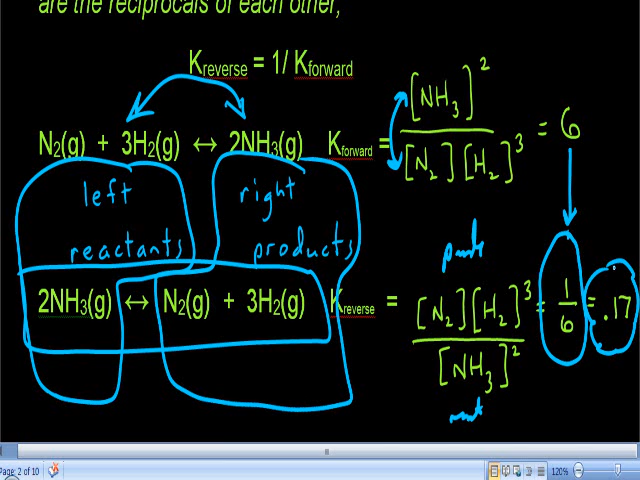 are the reciprocals of each other,
Kreverse = 1/ Kforward
N2(g) + 3H2(g) ↔ 2NH3(g) Kforward = [NH3]^2 / [N2][H2]^3 = 6
left right
reactants products
2NH3(g) ↔ N2(g) + 3H2(g) Kreverse = [N2][H2]^3 / [NH3]^2 = 1/6 = .17
Page: 2 of 10 120%